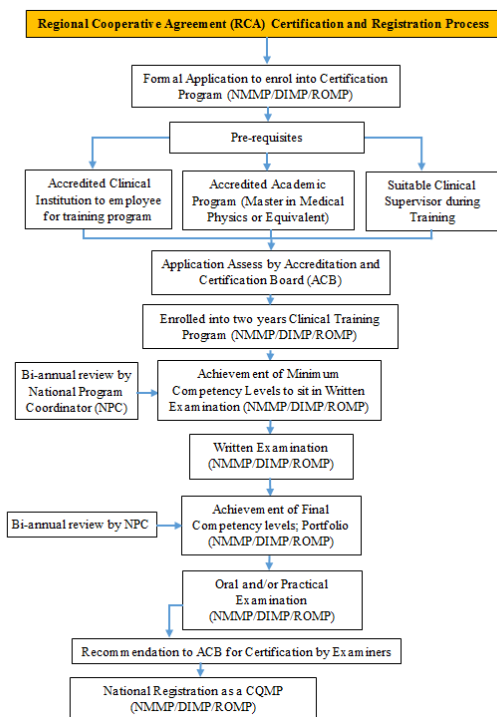 Regional Cooperative Agreement (RCA) Certification and Registration Process
Formal Application to enrol into Certification
Program (NMMP/DIMP/ROMP)
Pre-requisites
Accredited Clinical
Institution to employee
for training program
Accredited Academic
Program (Master in Medical
Physics or Equivalent)
Suitable Clinical
Supervisor during
Training
Application Assess by Accreditation and
Certification Board (ACB)
Enrolled into two years Clinical Training
Program (NMMP/DIMP/ROMP)
Bi-annual review by
National Program
Coordinator (NPC)
Achievement of Minimum
Competency Levels to sit in Written
Examination (NMMP/DIMP/ROMP)
Written Examination
(NMMP/DIMP/ROMP)
Bi-annual review by NPC
Achievement of Final
Competency levels; Portfolio
(NMMP/DIMP/ROMP)
Oral and/or Practical
Examination
(NMMP/DIMP/ROMP)
Recommendation to ACB for Certification by Examiners
National Registration as a CQMP
(NMMP/DIMP/ROMP)